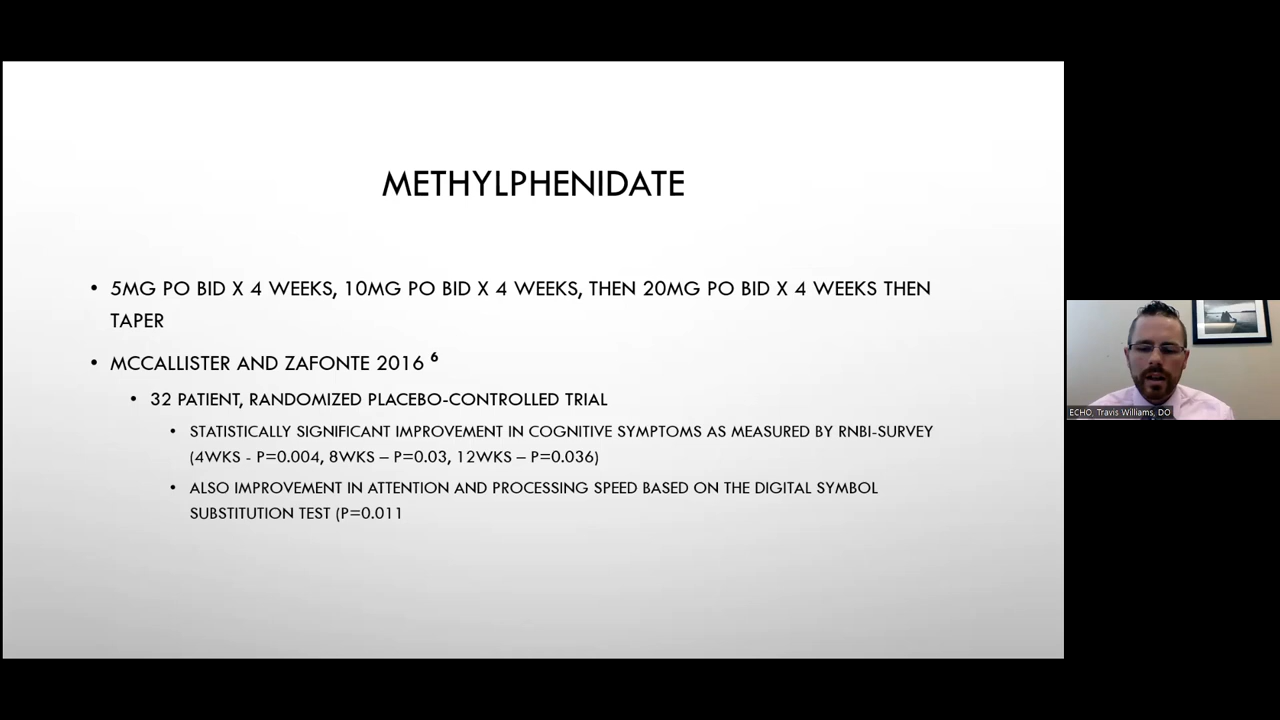 METHYLPHENIDATE
• 5MG PO BID X 4 WEEKS, 10MG PO BID X 4 WEEKS, THEN 20MG PO BID X 4 WEEKS THEN
TAPER
• MCCALLISTER AND ZAFONTE 2016 6
• 32 PATIENT, RANDOMIZED PLACEBO-CONTROLLED TRIAL
• STATISTICALLY SIGNIFICANT IMPROVEMENT IN COGNITIVE SYMPTOMS AS MEASURED BY RNBI-SURVEY
(4WKS - P=0.004, 8WKS – P=0.03, 12WKS – P=0.036)
• ALSO IMPROVEMENT IN ATTENTION AND PROCESSING SPEED BASED ON THE DIGITAL SYMBOL
SUBSTITUTION TEST (P=0.011
ECHO, Travis Williams, DO